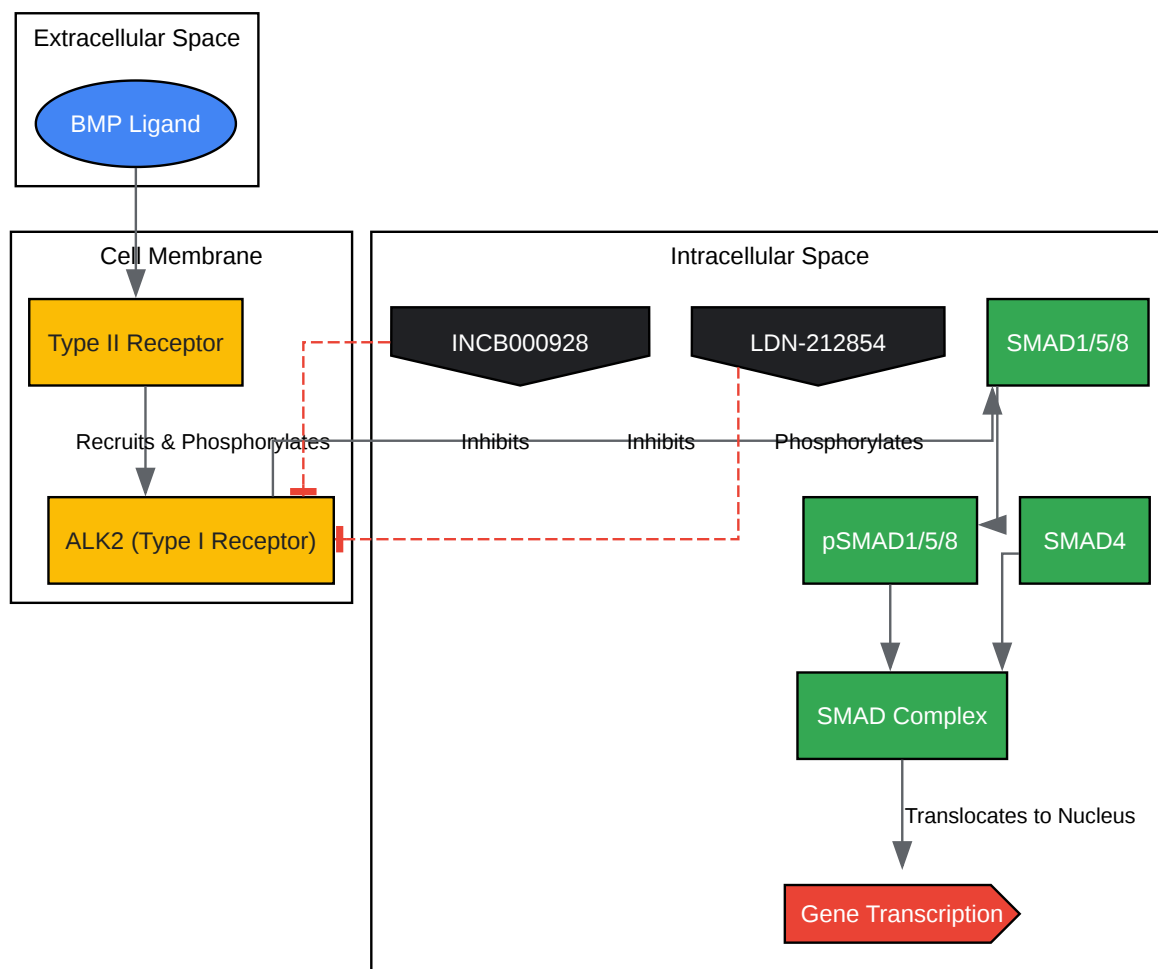 Extracellular Space
BMP Ligand
Cell Membrane
Intracellular Space
Type II Receptor
INCB000928
LDN-212854
SMAD1/5/8
Recruits & Phosphorylates
Inhibits
Inhibits
Phosphorylates
ALK2 (Type I Receptor)
pSMAD1/5/8
SMAD4
SMAD Complex
Translocates to Nucleus
Gene Transcription